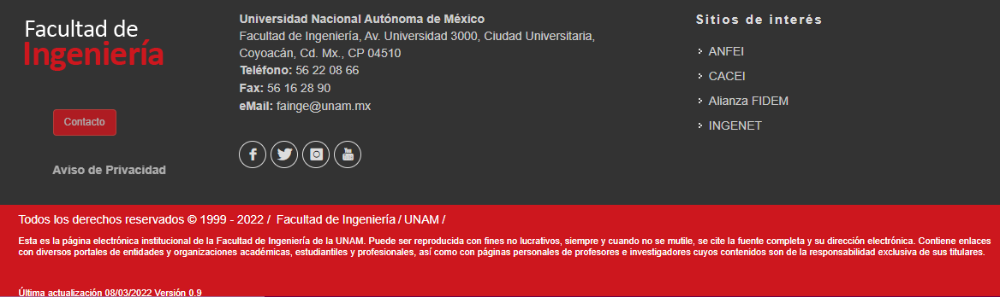 Facultad de
Ingeniería
Contacto
Aviso de Privacidad
Universidad Nacional Autónoma de México
Facultad de Ingeniería, Av. Universidad 3000, Ciudad Universitaria,
Coyoacán, Cd. Mx., CP 04510
Teléfono: 56 22 08 66
Fax: 56 16 28 90
eMail: fainge@unam.mx
Sitios de interés
ANFEI
CACEI
Alianza FIDEM
INGENET
Todos los derechos reservados © 1999 - 2022 / Facultad de Ingeniería / UNAM /
Esta es la página electrónica institucional de la Facultad de Ingeniería de la UNAM. Puede ser reproducida con fines no lucrativos, siempre y cuando no se mutile, se cite la fuente completa y su dirección electrónica. Contiene enlaces
con diversos portales de entidades y organizaciones académicas, estudiantiles y profesionales, así como con páginas personales de profesores e investigadores cuyos contenidos son de la responsabilidad exclusiva de sus titulares.
Última actualización 08/03/2022 Versión 0.9